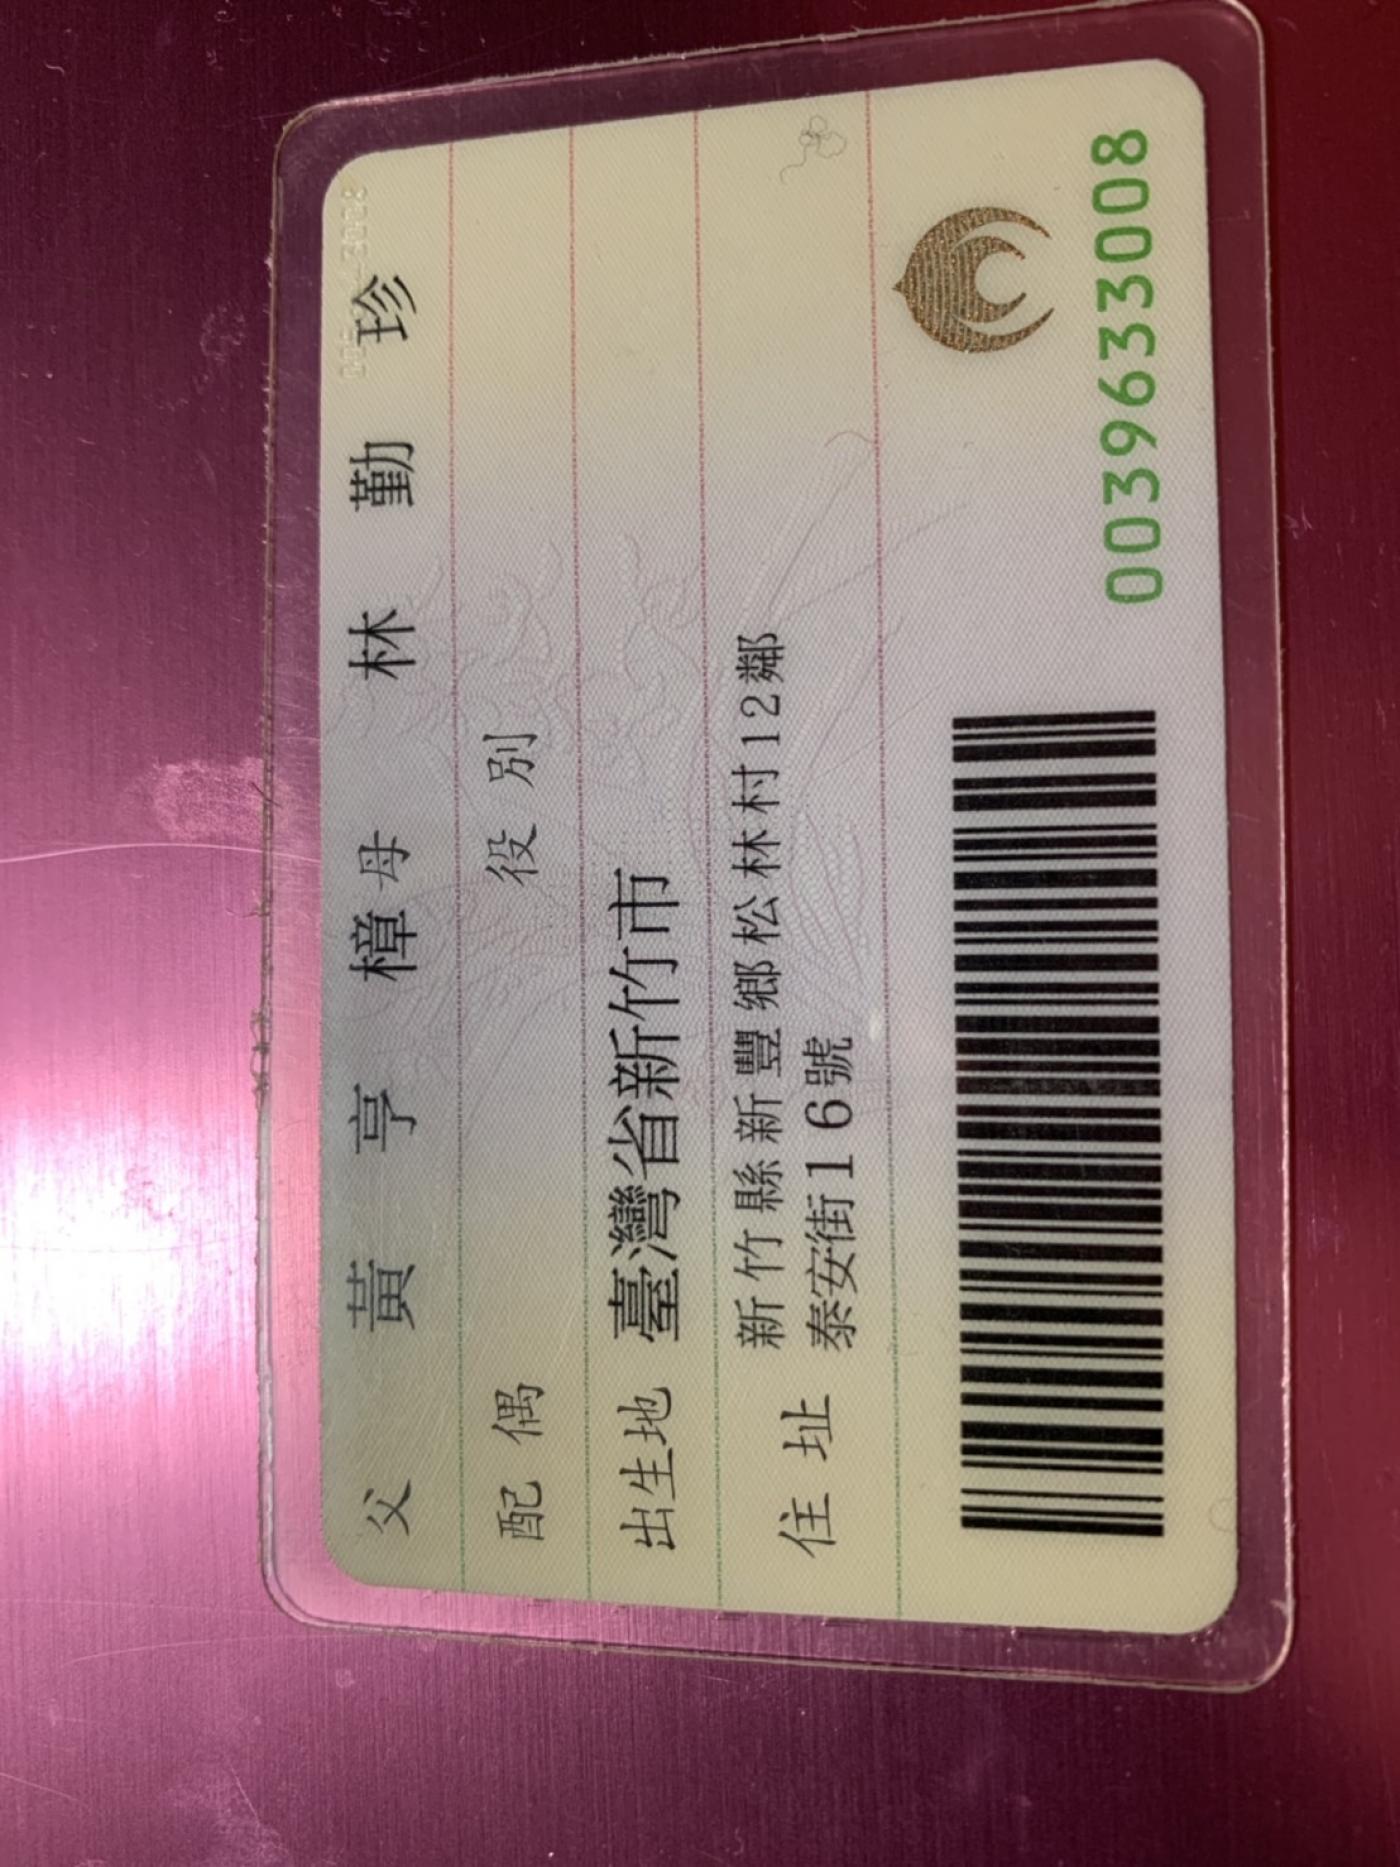 父 黃亨樟 母 林勤珍
配偶 役別
出生地 臺灣省新竹市
住址 新竹縣新豐鄉松林村12鄰
泰安街16號
0039633008